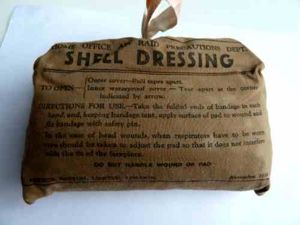 HOME OFFICE AIR RAID PRECAUTIONS DEPT.
SHELL DRESSING
Outer cover—Pull tapes apart.
TO OPEN
Inner waterproof cover — Tear apart at the corner
indicated by arrow.
DIRECTIONS FOR USE.—Take the folded ends of bandage in each
hand, and, keeping bandage taut, apply surface of pad to wound and
fix bandage with safety pin.
In the case of head wounds, when respirators have to be worn
care should be taken to adjust the pad so that it does not interfere
with the fit of the facepiece.
DO NOT HANDLE WOUND OR PAD
LIMITED,